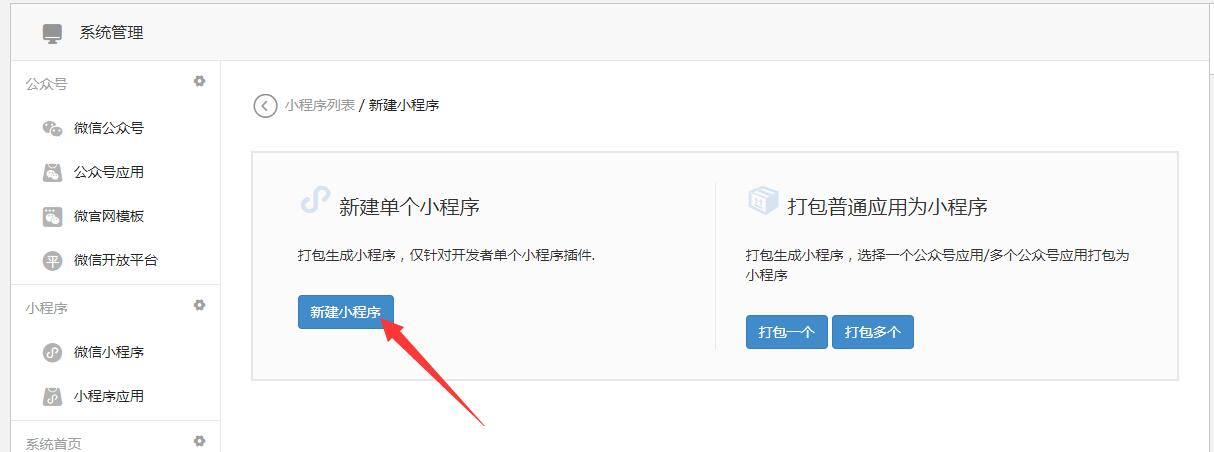 系统管理
公众号
微信公众号
公众号应用
微官网模板
平
微信开放平台
小程序
微信小程序
小程序应用
系统首页
小程序列表 / 新建小程序
新建单个小程序
打包生成小程序，仅针对开发者单个小程序插件.
新建小程序
打包普通应用为小程序
打包生成小程序，选择一个公众号应用/多个公众号应用打包为
小程序
打包一个 打包多个